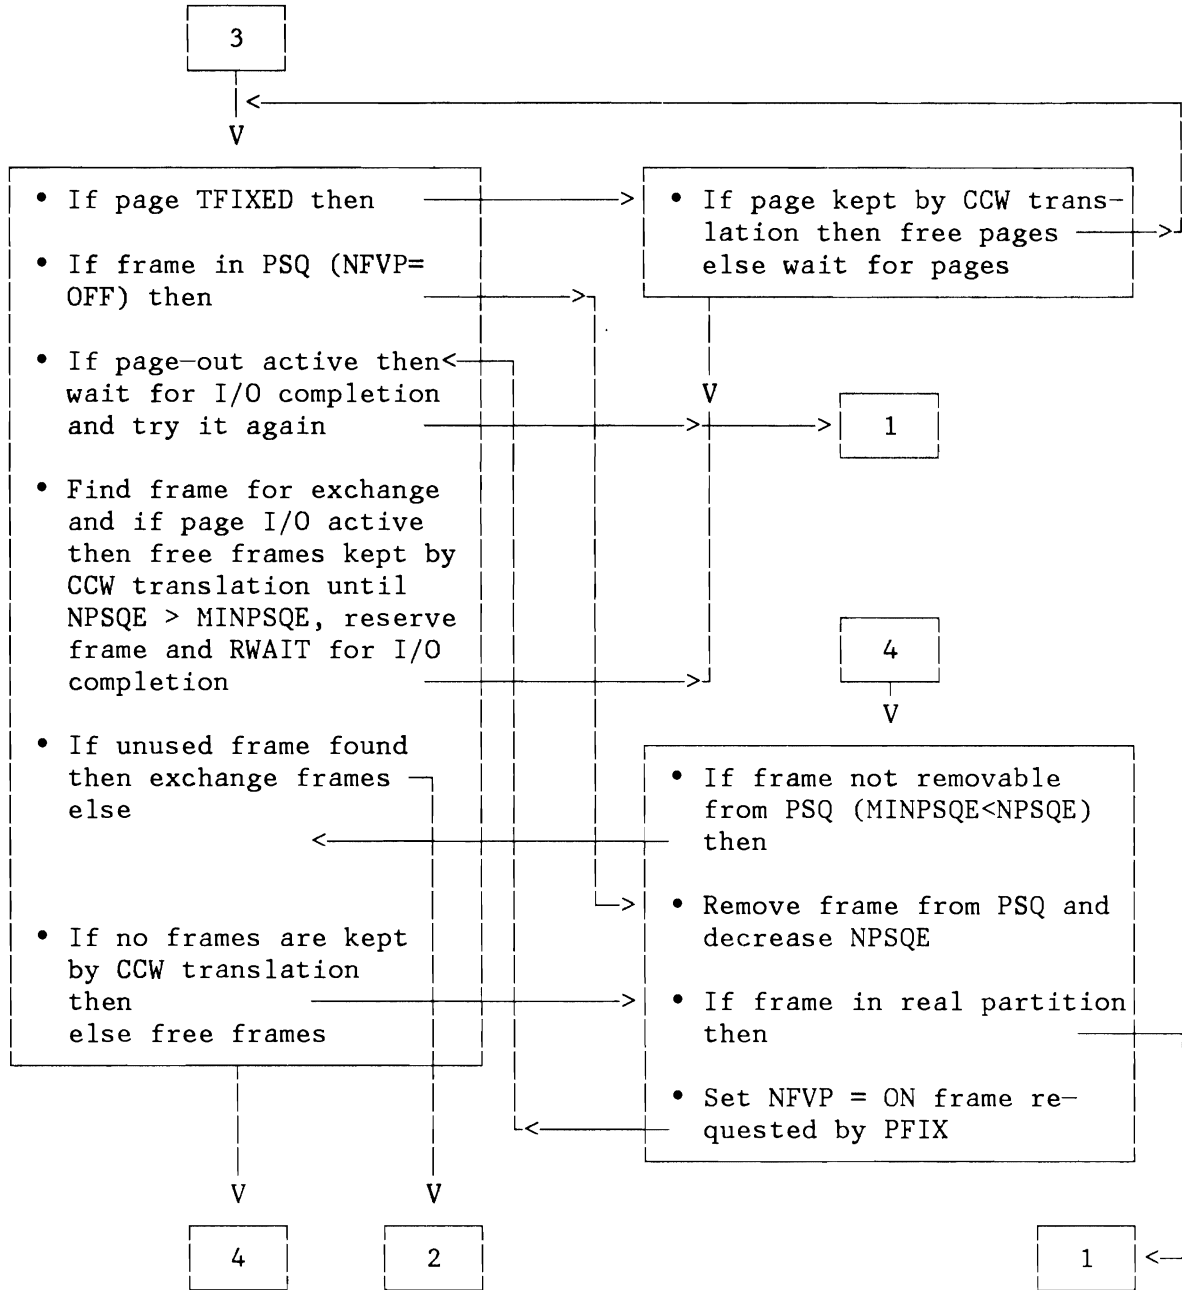 3
• If page TFIXED then
• If frame in PSQ (NFVP=
OFF) then
• If page-out active then
wait for I/O completion
and try it again
• Find frame for exchange
and if page I/O active
then free frames kept by
CCW translation until
NPSQE > MINPSQE, reserve
frame and RWAIT for I/O
completion
• If unused frame found
then exchange frames
else
• If no frames are kept
by CCW translation
then
else free frames
• If page kept by CCW trans-
lation then free pages
else wait for pages
1
4
• If frame not removable
from PSQ (MINPSQE<NPSQE)
then
• Remove frame from PSQ and
decrease NPSQE
• If frame in real partition
then
• Set NFVP = ON frame re-
quested by PFIX
4
2
1